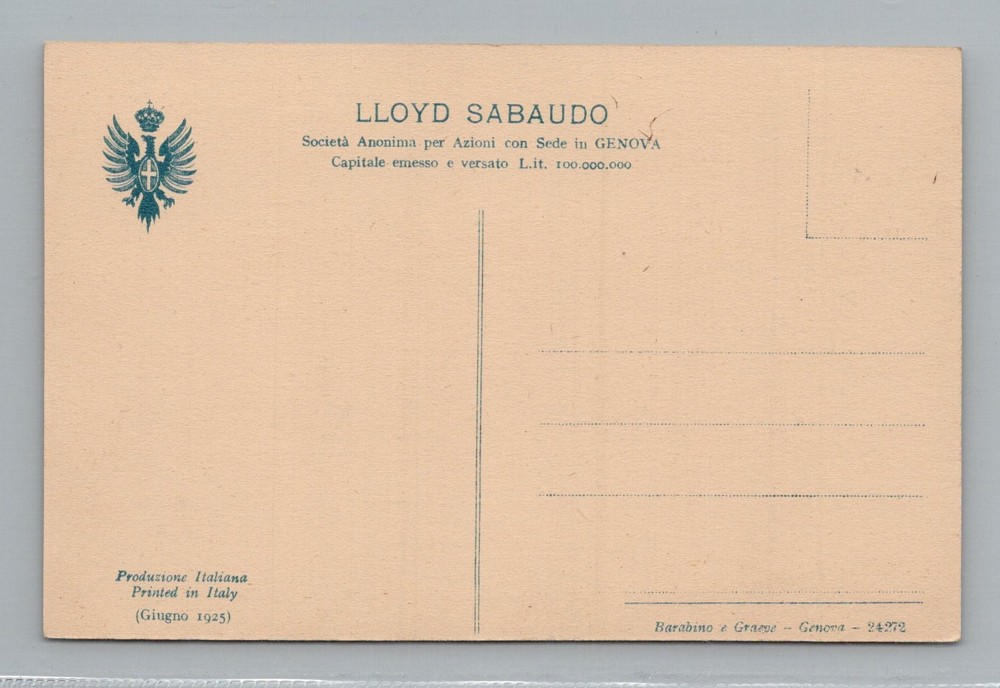 LLOYD SABAUDO
Società Anonima per Azioni con Sede in GENOVA
Capitale emesso e versato L.it. 100.000.000
Produzione Italiana
Printed in Italy
(Giugno 1925)
Barabino e Graeve - Genova - 24272